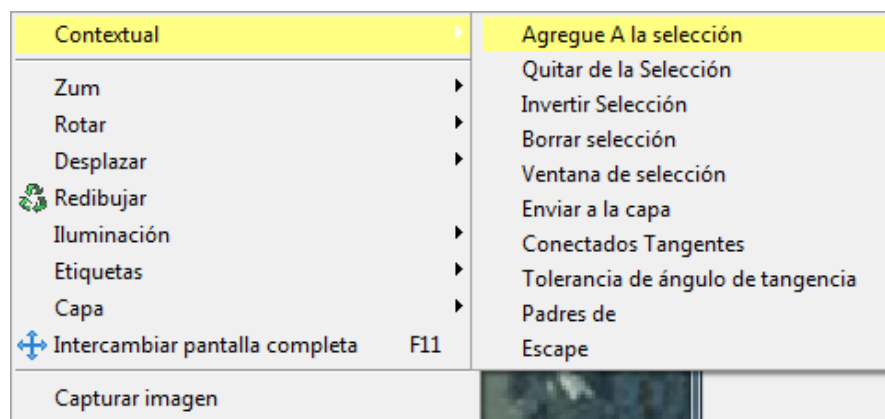 Contextual
Zum
Rotar
Desplazar
Redibujar
Iluminación
Etiquetas
Capa
Intercambiar pantalla completa F11
Capturar imagen
Agregue A la selección
Quitar de la Selección
Invertir Selección
Borrar selección
Ventana de selección
Enviar a la capa
Conectados Tangentes
Tolerancia de ángulo de tangencia
Padres de
Escape